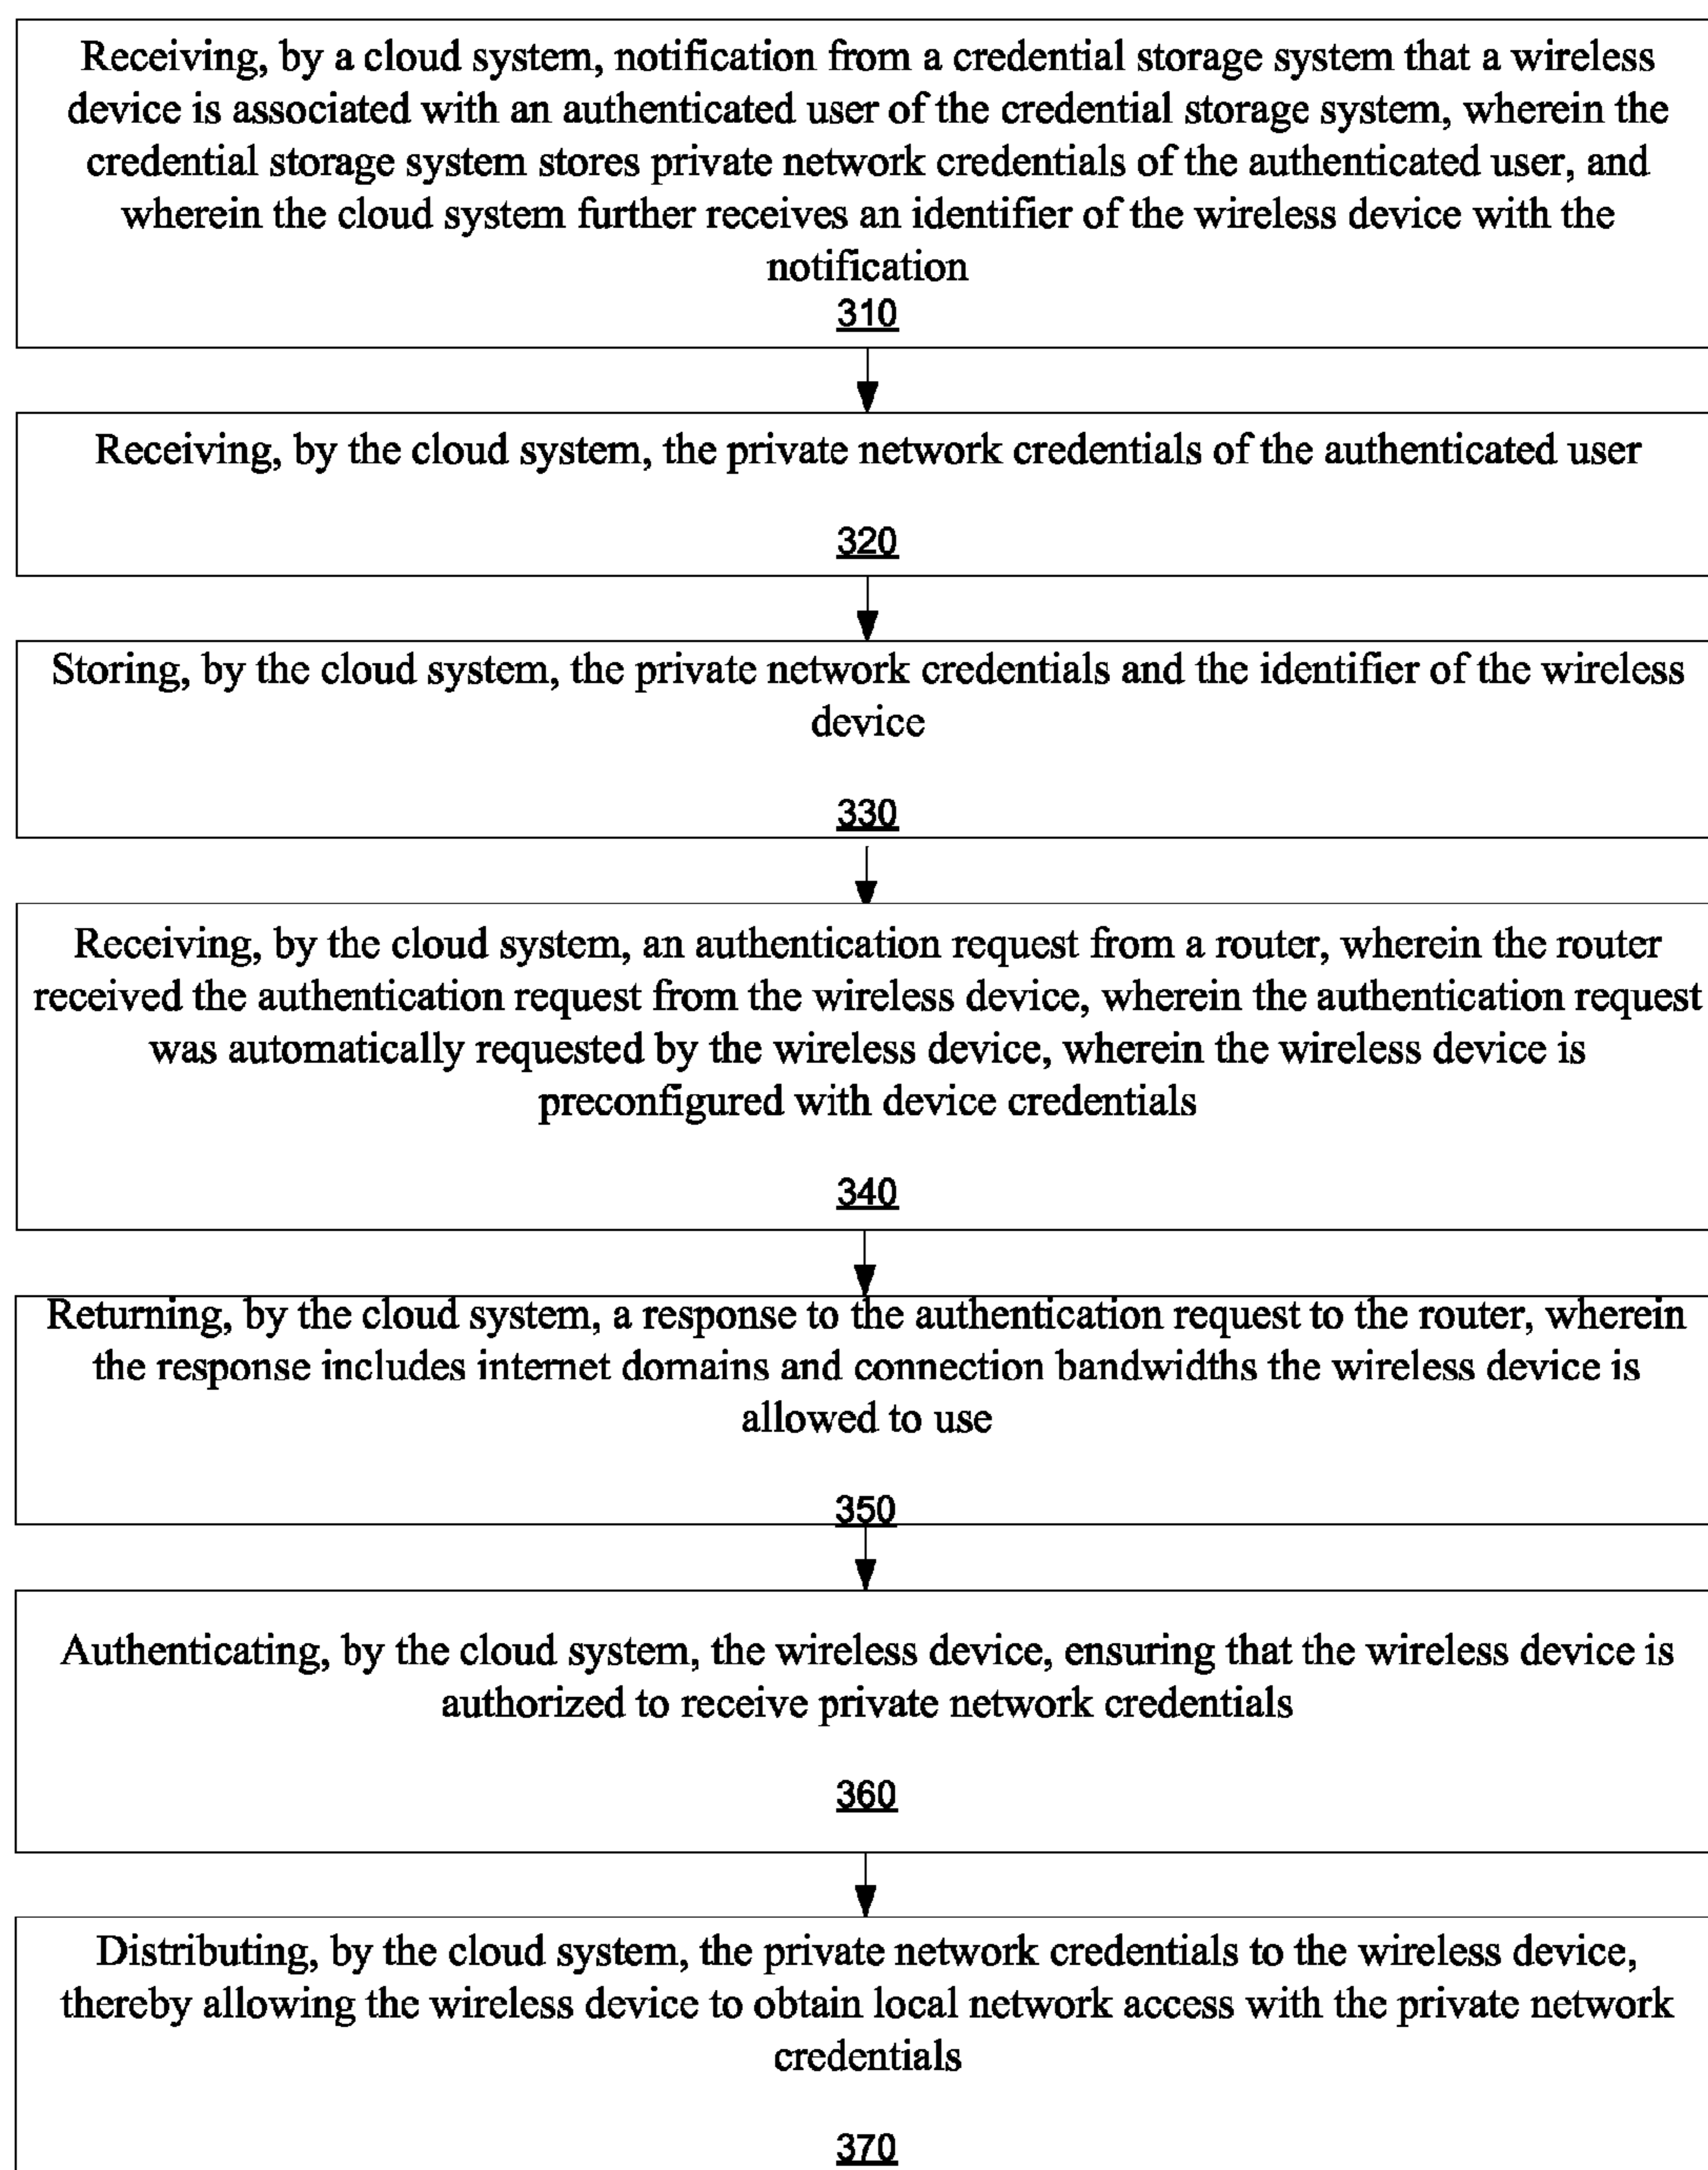 Receiving, by a cloud system, notification from a credential storage system that a wireless
device is associated with an authenticated user of the credential storage system, wherein the
credential storage system stores private network credentials of the authenticated user, and
wherein the cloud system further receives an identifier of the wireless device with the
notification
310
Receiving, by the cloud system, the private network credentials of the authenticated user
320
Storing, by the cloud system, the private network credentials and the identifier of the wireless
device
330
Receiving, by the cloud system, an authentication request from a router, wherein the router
received the authentication request from the wireless device, wherein the authentication request
was automatically requested by the wireless device, wherein the wireless device is
preconfigured with device credentials
340
Returning, by the cloud system, a response to the authentication request to the router, wherein
the response includes internet domains and connection bandwidths the wireless device is
allowed to use
350
Authenticating, by the cloud system, the wireless device, ensuring that the wireless device is
authorized to receive private network credentials
360
Distributing, by the cloud system, the private network credentials to the wireless device,
thereby allowing the wireless device to obtain local network access with the private network
credentials
370